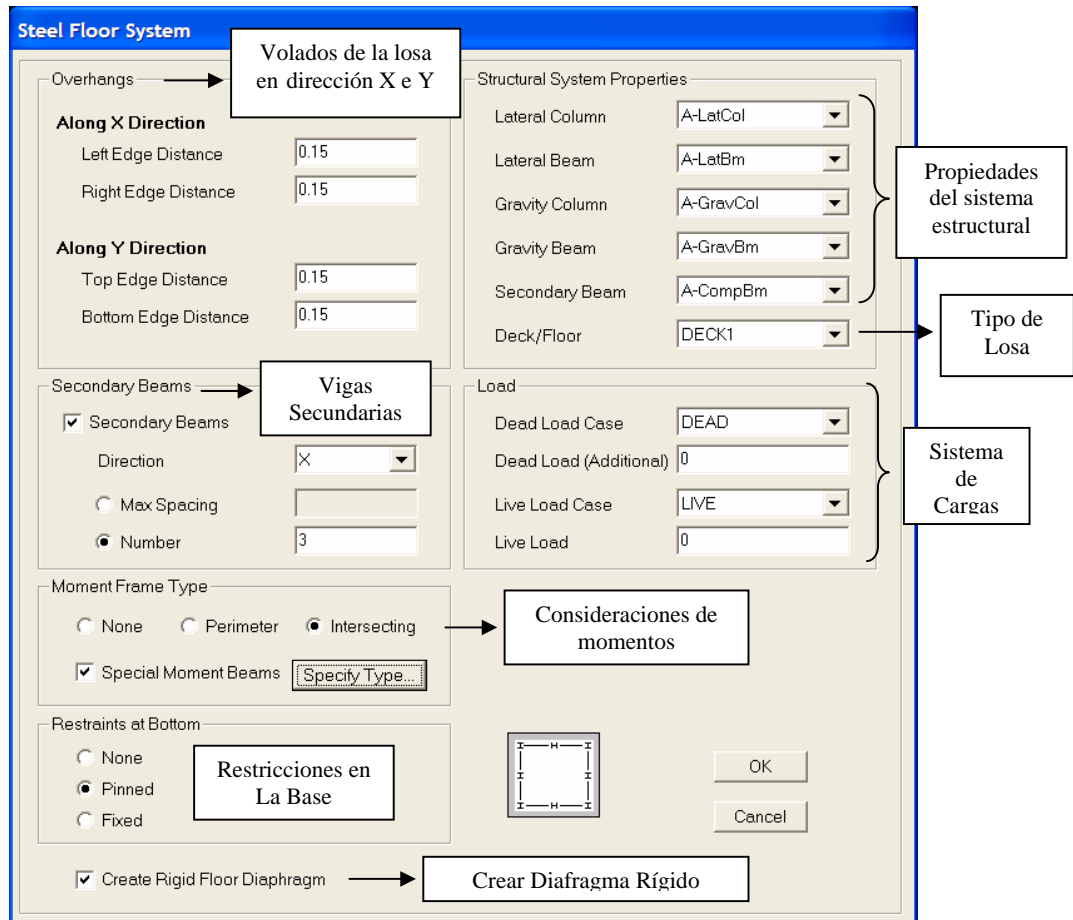 Steel Floor System
Volados de la losa
en dirección X e Y
Overhangs
Along X Direction
Left Edge Distance 0.15
Right Edge Distance 0.15
Along Y Direction
Top Edge Distance 0.15
Bottom Edge Distance 0.15
Structural System Properties
Lateral Column A-LatCol
Lateral Beam A-LatBm
Gravity Column A-GravCol
Gravity Beam A-GravBm
Secondary Beam A-CompBm
Deck/Floor DECK1
Propiedades
del sistema
estructural
Tipo de
Losa
Secondary Beams
Vigas
Secundarias
Secondary Beams
Direction X
Max Spacing
Number 3
Load
Dead Load Case DEAD
Dead Load (Additional) 0
Live Load Case LIVE
Live Load 0
Sistema
de
Cargas
Moment Frame Type
None Perimeter Intersecting
Special Moment Beams Specify Type...
Consideraciones de
momentos
Restraints at Bottom
None
Pinned
Fixed
Restricciones en
La Base
OK
Cancel
Create Rigid Floor Diaphragm
Crear Diafragma Rígido